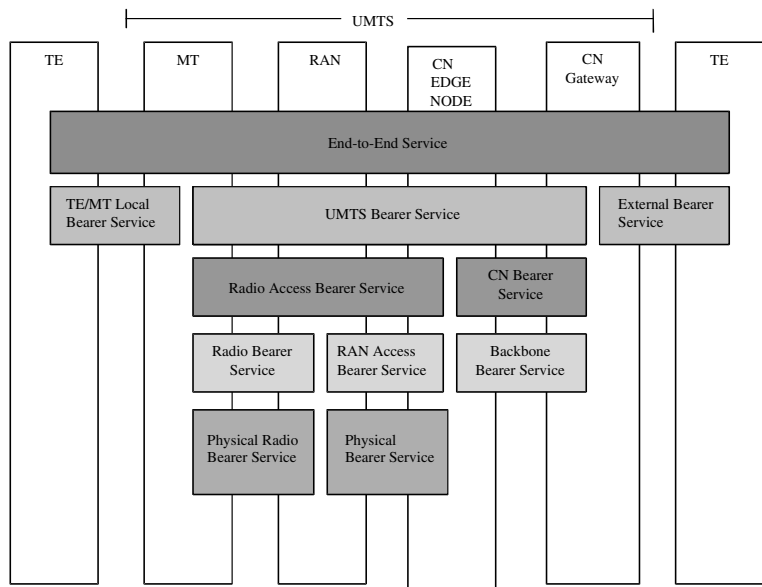 UMTS
TE
MT
RAN
CN
EDGE
NODE
CN
Gateway
TE
End-to-End Service
TE/MT Local
Bearer Service
UMTS Bearer Service
External Bearer
Service
Radio Access Bearer Service
CN Bearer
Service
Radio Bearer
Service
RAN Access
Bearer Service
Backbone
Bearer Service
Physical Radio
Bearer Service
Physical
Bearer Service